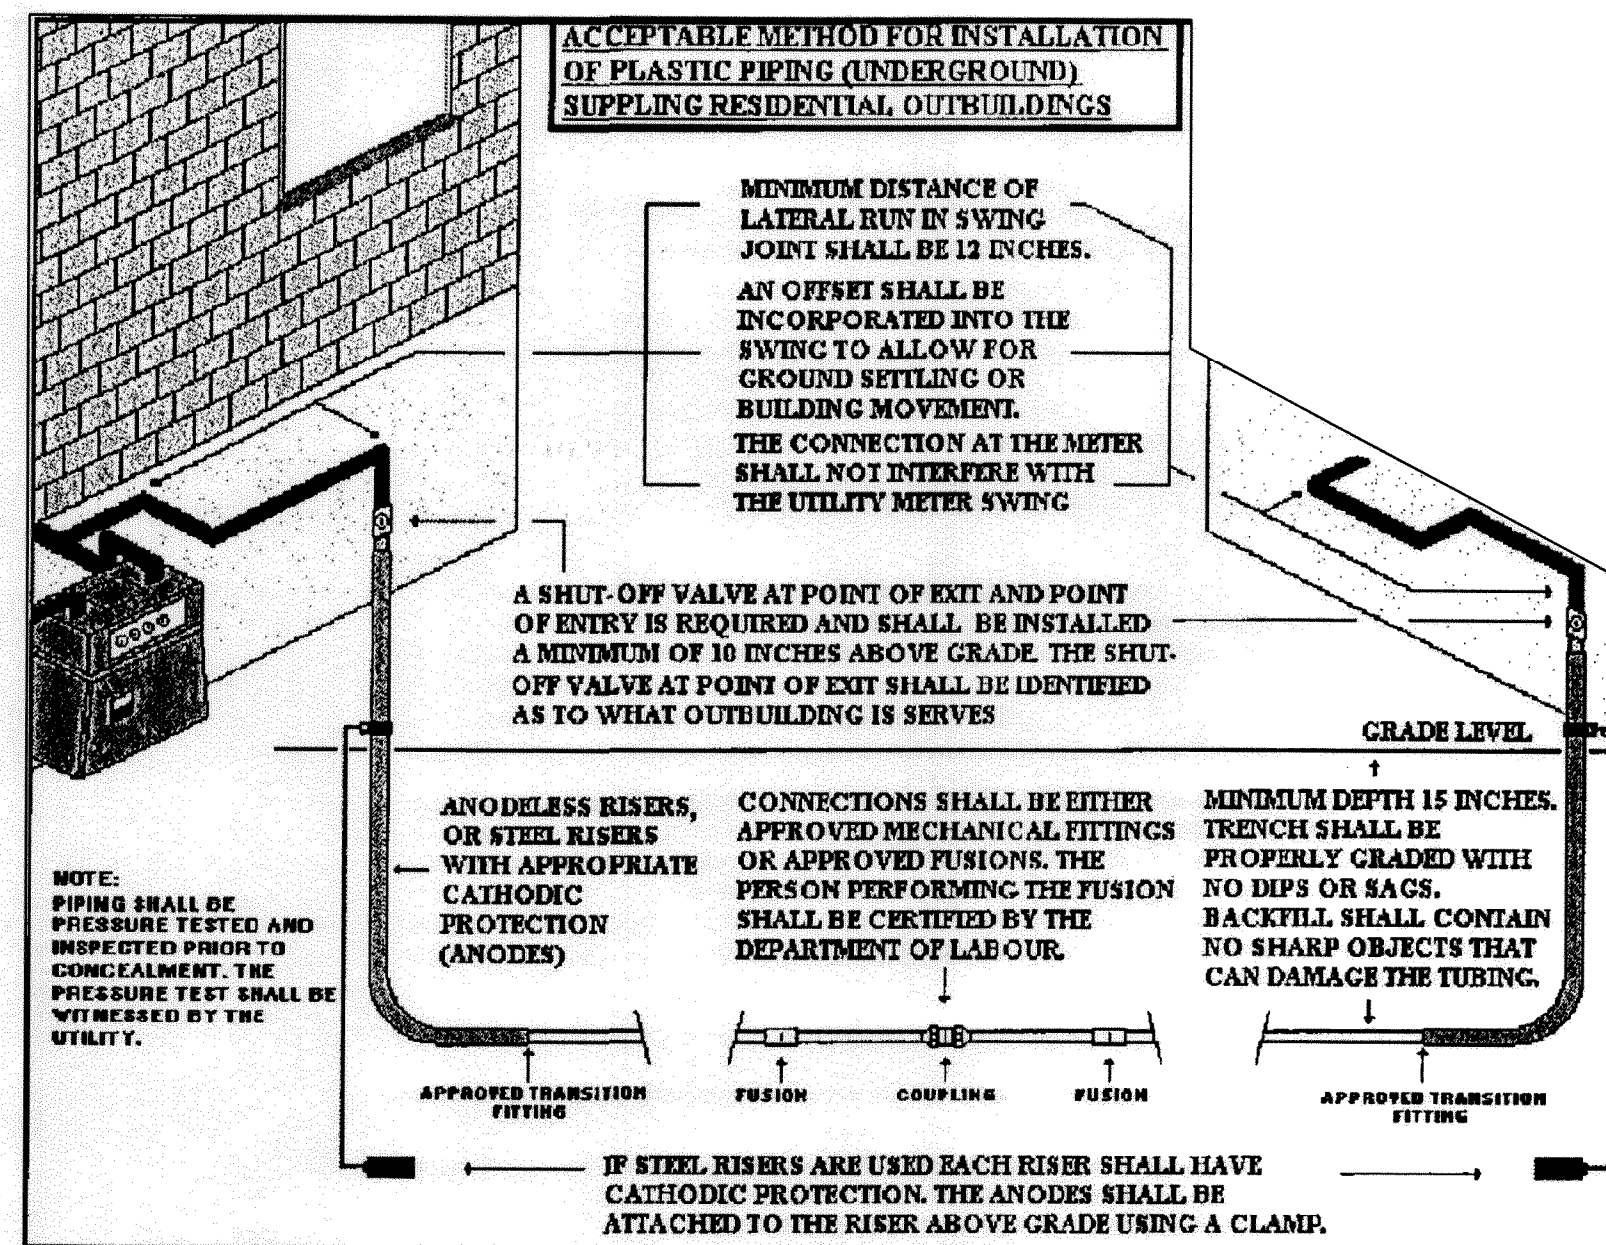 ACCEPTABLE METHOD FOR INSTALLATION
OF PLASTIC PIPING (UNDERGROUND)
SUPPLING RESIDENTIAL OUTBUILDINGS
MINIMUM DISTANCE OF
LATERAL RUN IN SWING
JOINT SHALL BE 12 INCHES.
AN OFFSET SHALL BE
INCORPORATED INTO THE
SWING TO ALLOW FOR
GROUND SETTLING OR
BUILDING MOVEMENT.
THE CONNECTION AT THE METER
SHALL NOT INTERFERE WITH
THE UTILITY METER SWING
A SHUT-OFF VALVE AT POINT OF EXIT AND POINT
OF ENTRY IS REQUIRED AND SHALL BE INSTALLED
A MINIMUM OF 10 INCHES ABOVE GRADE. THE SHUT-
OFF VALVE AT POINT OF EXIT SHALL BE IDENTIFIED
AS TO WHAT OUTBUILDING IS SERVES
GRADE LEVEL
ANODELESS RISERS,
OR STEEL RISERS
WITH APPROPRIATE
CATHODIC
PROTECTION
(ANODES)
CONNECTIONS SHALL BE EITHER
APPROVED MECHANICAL FITTINGS
OR APPROVED FUSIONS. THE
PERSON PERFORMING THE FUSION
SHALL BE CERTIFIED BY THE
DEPARTMENT OF LABOUR.
MINIMUM DEPTH 15 INCHES.
TRENCH SHALL BE
PROPERLY GRADED WITH
NO DIPS OR SAGS.
BACKFILL SHALL CONTAIN
NO SHARP OBJECTS THAT
CAN DAMAGE THE TUBING.
NOTE:
PIPING SHALL BE
PRESSURE TESTED AND
INSPECTED PRIOR TO
CONCEALMENT. THE
PRESSURE TEST SHALL BE
WITNESSED BY THE
UTILITY.
APPROVED TRANSITION
FITTING
FUSION
COUPLING
FUSION
APPROVED TRANSITION
FITTING
IF STEEL RISERS ARE USED EACH RISER SHALL HAVE
CATHODIC PROTECTION. THE ANODES SHALL BE
ATTACHED TO THE RISER ABOVE GRADE USING A CLAMP.